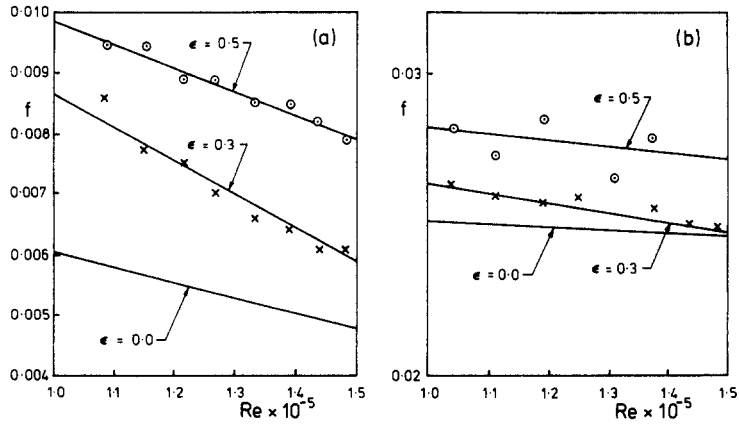 0·010
(a)
ϵ = 0·5
0·009
f
0·008
ϵ = 0·3
0·007
0·006
0·005
ϵ = 0·0
0·004
1·0
1·1
1·2
1·3
1·4
1·5
Re × 10⁻⁵
(b)
0·03
f
ϵ = 0·5
ϵ = 0·0
ϵ = 0·3
0·02
1·0
1·1
1·2
1·3
1·4
1·5
Re × 10⁻⁵